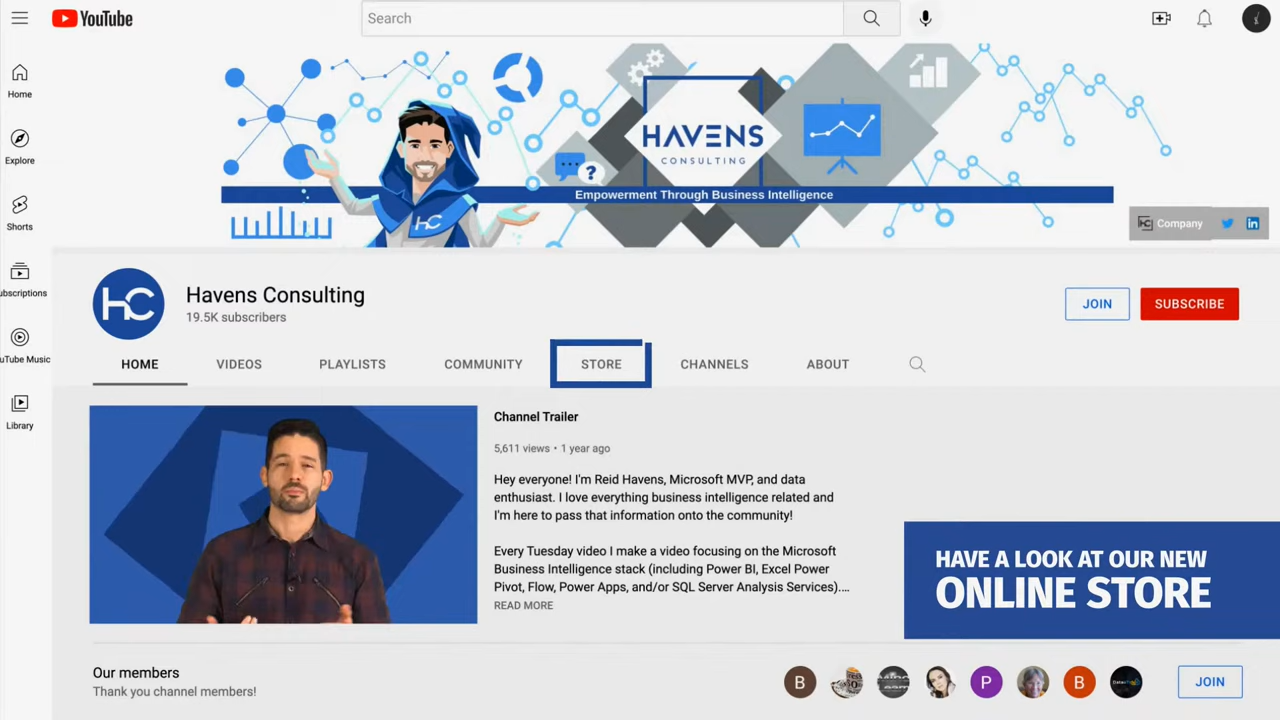 YouTube
Search
Home
Explore
Shorts
ubscriptions
uTube Music
Library
HAVENS
CONSULTING
?
Empowerment Through Business Intelligence
HC
HC Company
HC
Havens Consulting
19.5K subscribers
JOIN
SUBSCRIBE
HOME
VIDEOS
PLAYLISTS
COMMUNITY
STORE
CHANNELS
ABOUT
Channel Trailer
5,611 views • 1 year ago
Hey everyone! I'm Reid Havens, Microsoft MVP, and data
enthusiast. I love everything business intelligence related and
I'm here to pass that information onto the community!
Every Tuesday video I make a video focusing on the Microsoft
Business Intelligence stack (including Power BI, Excel Power
Pivot, Flow, Power Apps, and/or SQL Server Analysis Services)....
READ MORE
HAVE A LOOK AT OUR NEW
ONLINE STORE
Our members
Thank you channel members!
B
P
B
JOIN